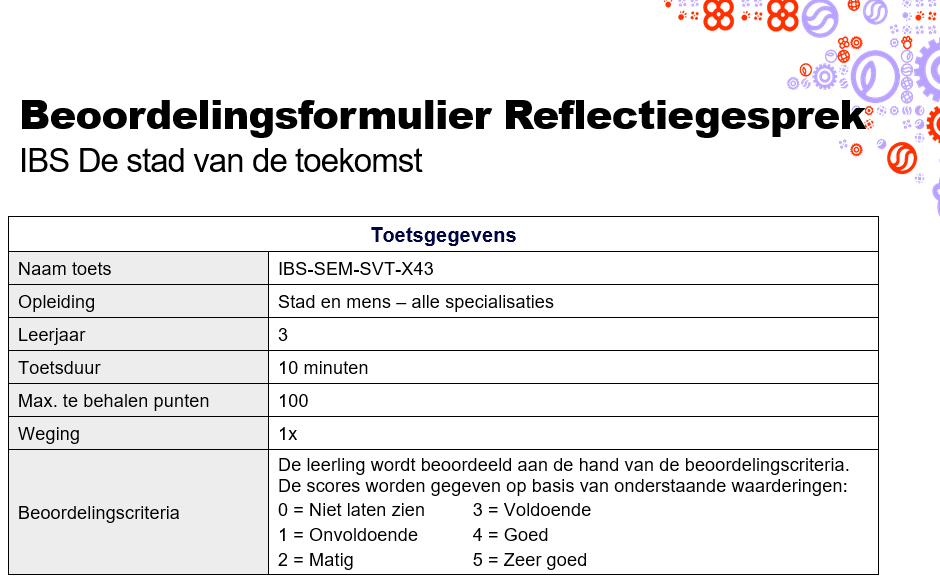 Beoordelingsformulier Reflectiegesprek
IBS De stad van de toekomst
Toetsgegevens
Naam toets IBS-SEM-SVT-X43
Opleiding Stad en mens – alle specialisaties
Leerjaar 3
Toetsduur 10 minuten
Max. te behalen punten 100
Weging 1x
Beoordelingscriteria
De leerling wordt beoordeeld aan de hand van de beoordelingscriteria.
De scores worden gegeven op basis van onderstaande waarderingen:
0 = Niet laten zien 3 = Voldoende
1 = Onvoldoende 4 = Goed
2 = Matig 5 = Zeer goed